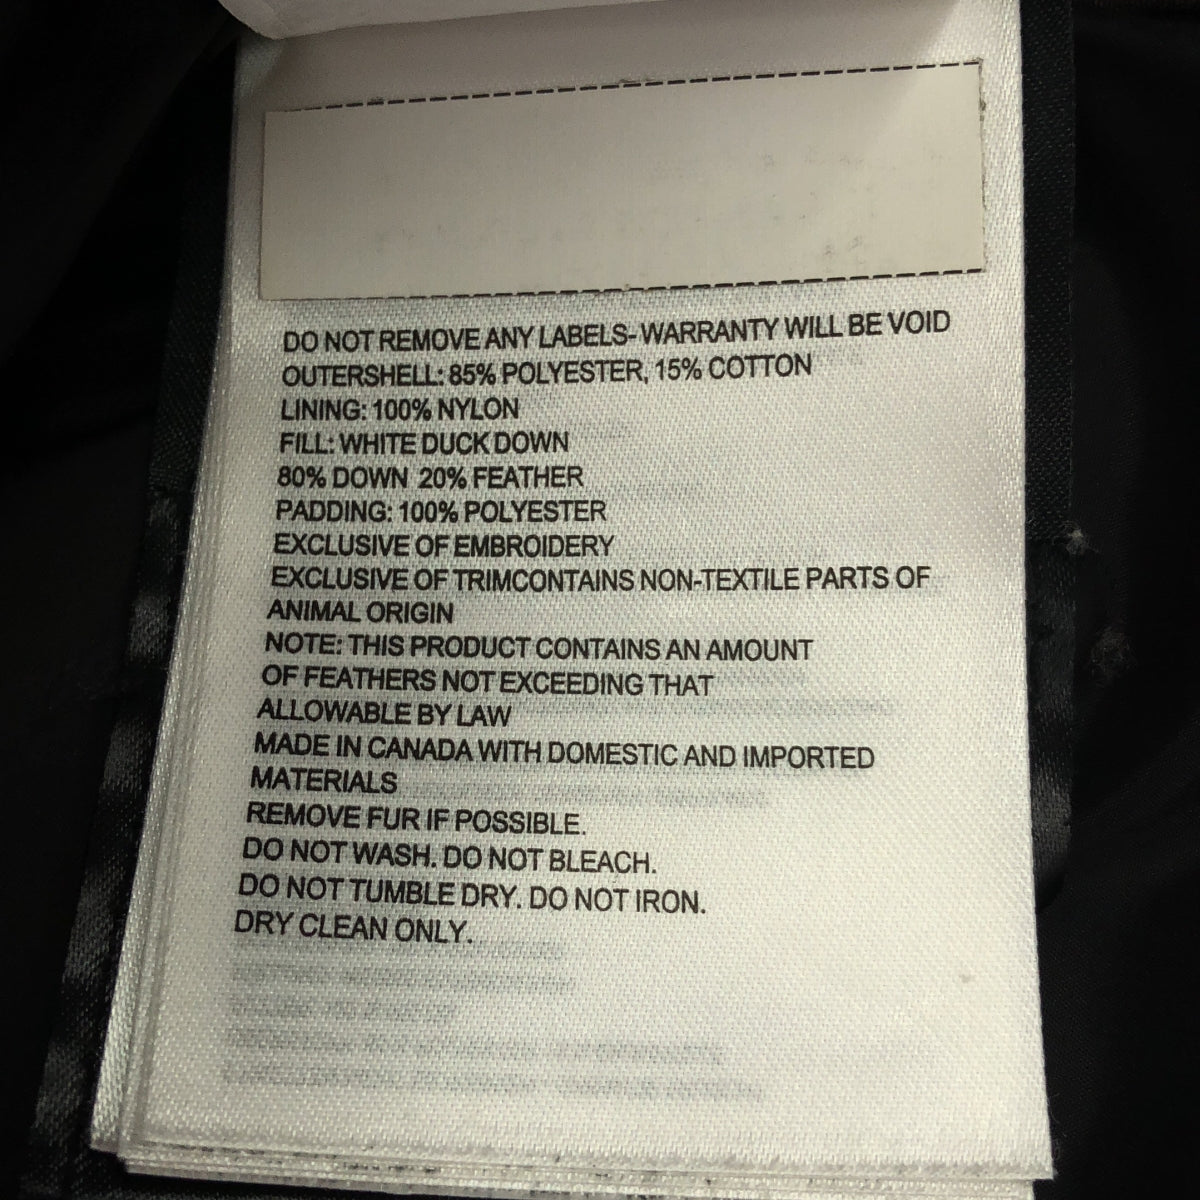 DO NOT REMOVE ANY LABELS-WARRANTY WILL BE VOID
OUTERSHELL: 85% POLYESTER, 15% COTTON
LINING: 100% NYLON
FILL: WHITE DUCK DOWN
80% DOWN 20% FEATHER
PADDING: 100% POLYESTER
EXCLUSIVE OF EMBROIDERY
EXCLUSIVE OF TRIMCONTAINS NON-TEXTILE PARTS OF
ANIMAL ORIGIN
NOTE: THIS PRODUCT CONTAINS AN AMOUNT
OF FEATHERS NOT EXCEEDING THAT
ALLOWABLE BY LAW
MADE IN CANADA WITH DOMESTIC AND IMPORTED
MATERIALS
REMOVE FUR IF POSSIBLE.
DO NOT WASH. DO NOT BLEACH.
DO NOT TUMBLE DRY. DO NOT IRON.
DRY CLEAN ONLY.